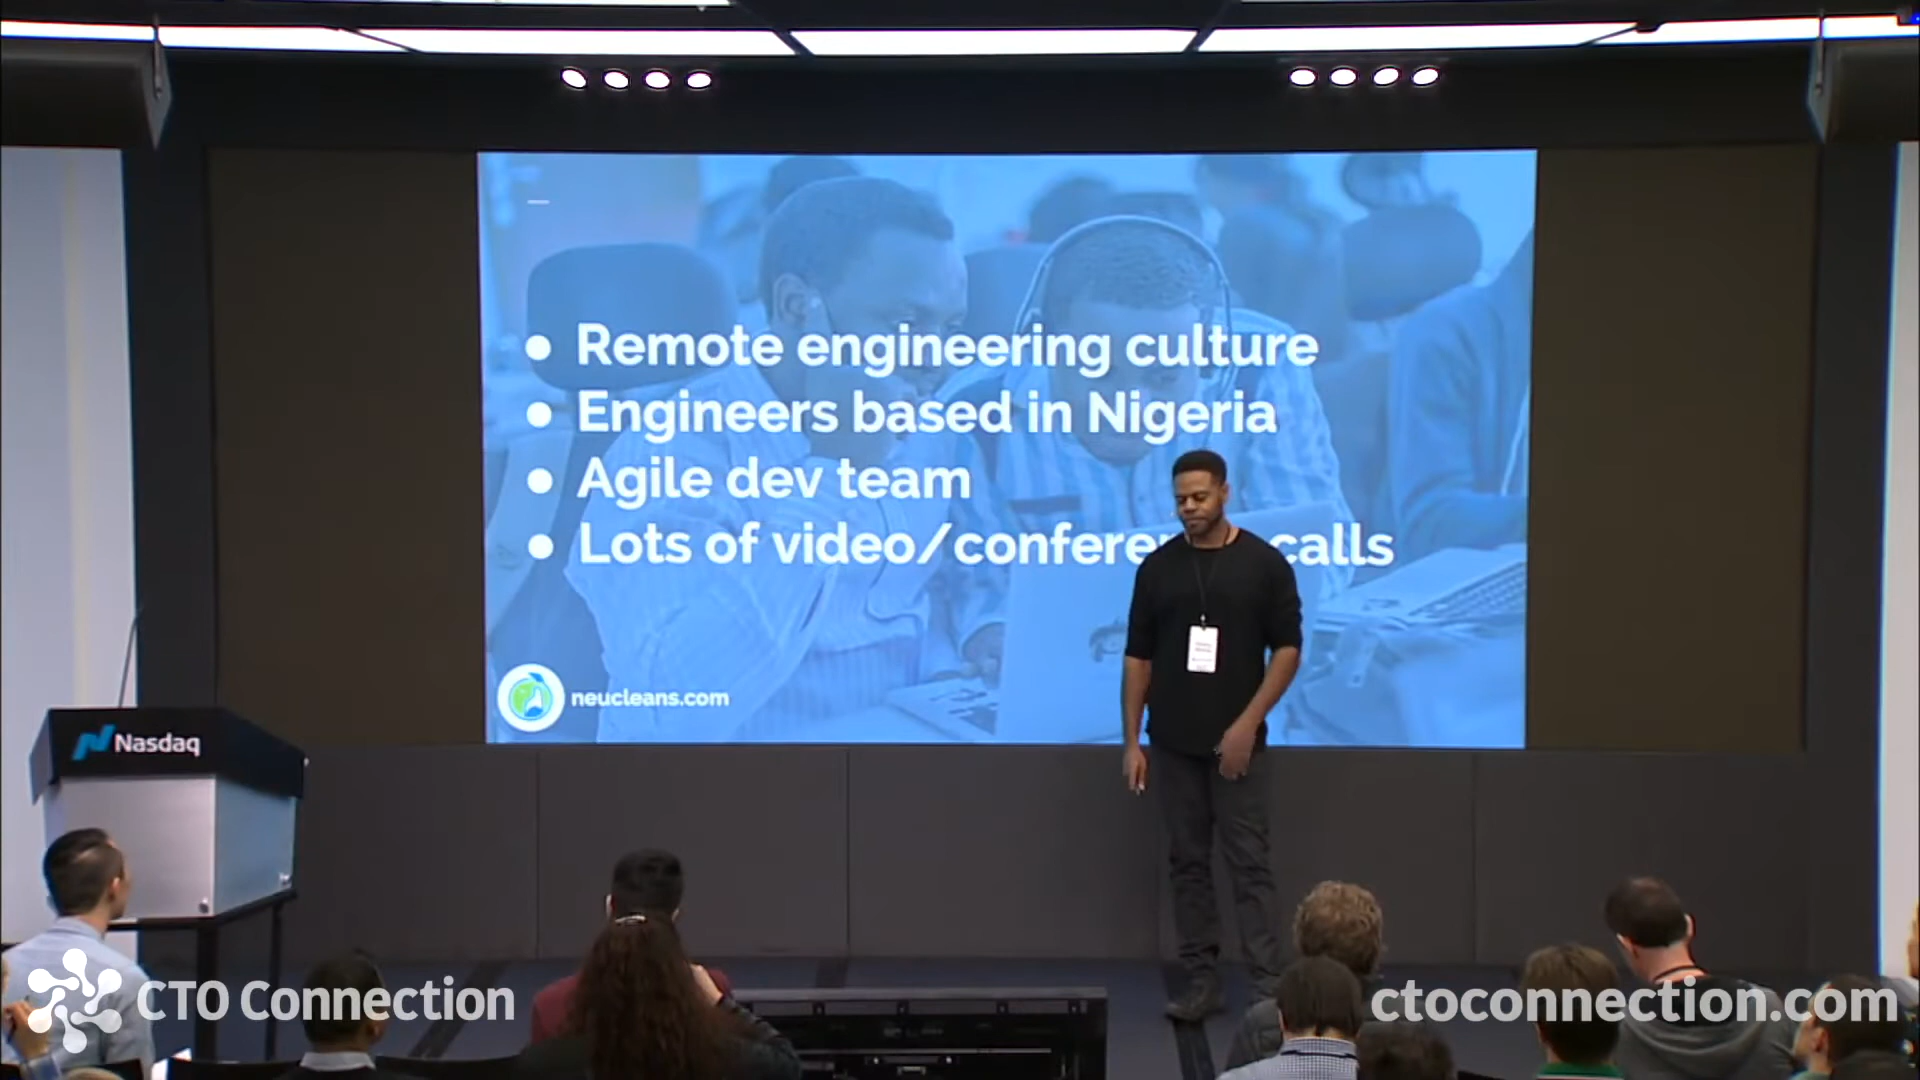 ● Remote engineering culture
● Engineers based in Nigeria
● Agile dev team
● Lots of video/confere calls
neucleans.com
Nasdaq
CTO Connection
ctoconnection.com